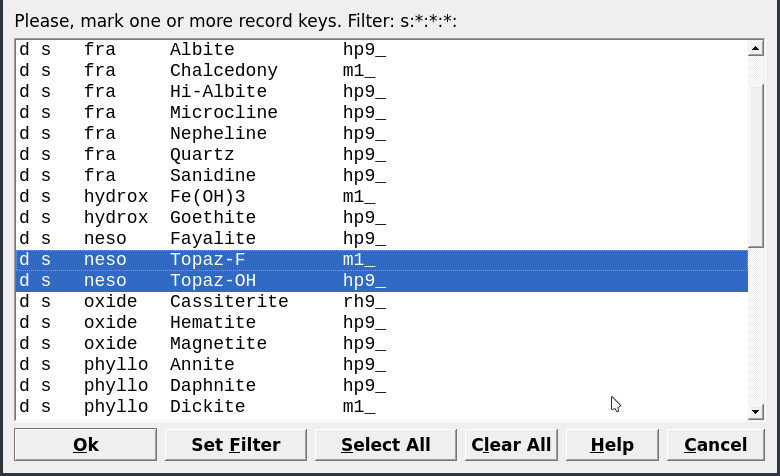 Please, mark one or more record keys. Filter: s:*:*:*:
d s fra Albite hp9_
d s fra Chalcedony m1_
d s fra Hi-Albite hp9_
d s fra Microcline hp9_
d s fra Nepheline hp9_
d s fra Quartz hp9_
d s fra Sanidine hp9_
d s hydrox Fe(OH)3 m1_
d s hydrox Goethite hp9_
d s neso Fayalite hp9_
d s neso Topaz-F m1_
d s neso Topaz-OH hp9_
d s oxide Cassiterite rh9_
d s oxide Hematite hp9_
d s oxide Magnetite hp9_
d s phyllo Annite hp9_
d s phyllo Daphnite hp9_
d s phyllo Dickite m1_
Ok Set Filter Select All Clear All Help Cancel